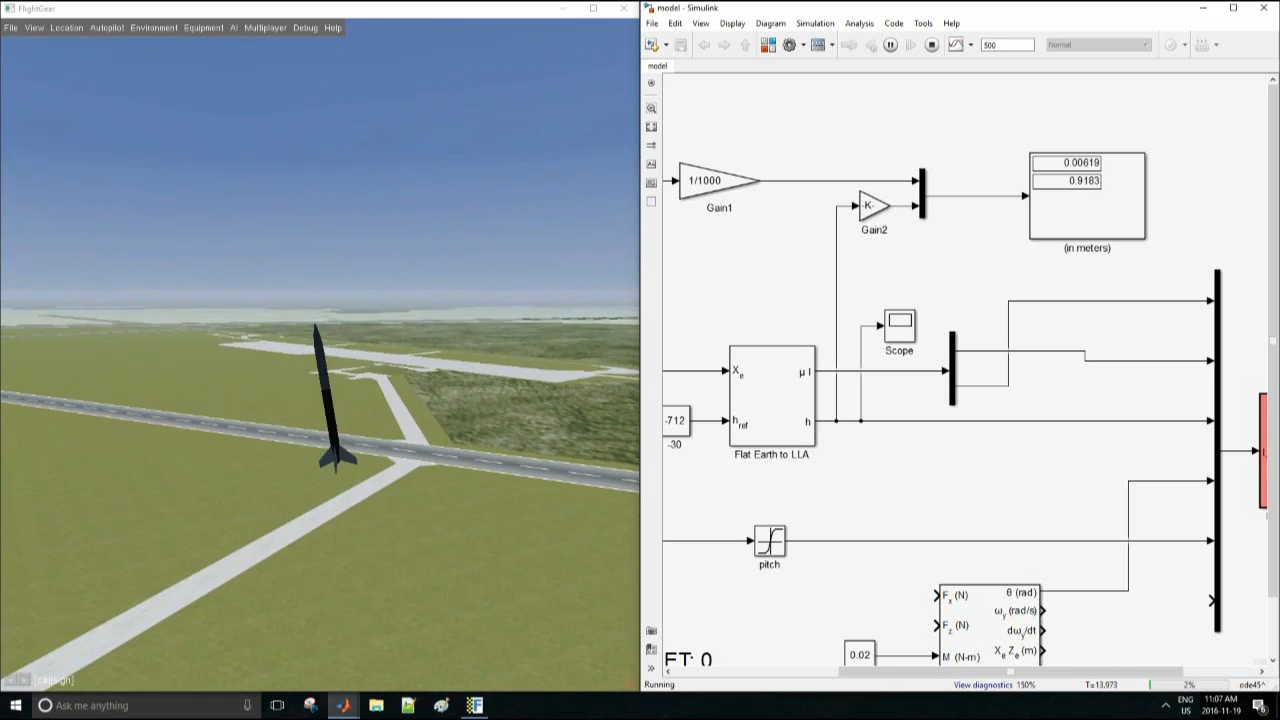 FlightGear
File View Location Autopilot Environment Equipment AI Multiplayer Debug Help
[callsign]
model - Simulink
File Edit View Display Diagram Simulation Analysis Code Tools Help
500
Normal
model
1/1000
Gain1
-K-
Gain2
0.00619
0.9183
(in meters)
Scope
Xe
μ l
-712
href
h
-30
Flat Earth to LLA
pitch
Fx (N)
θ (rad)
ωy (rad/s)
Fz (N)
dωy/dt
0.02
M (N-m)
Xe Ze (m)
FT: 0
Running
View diagnostics 150%
T=13.973
2%
ode45
Ask me anything
ENG
US
11:07 AM
2016-11-19